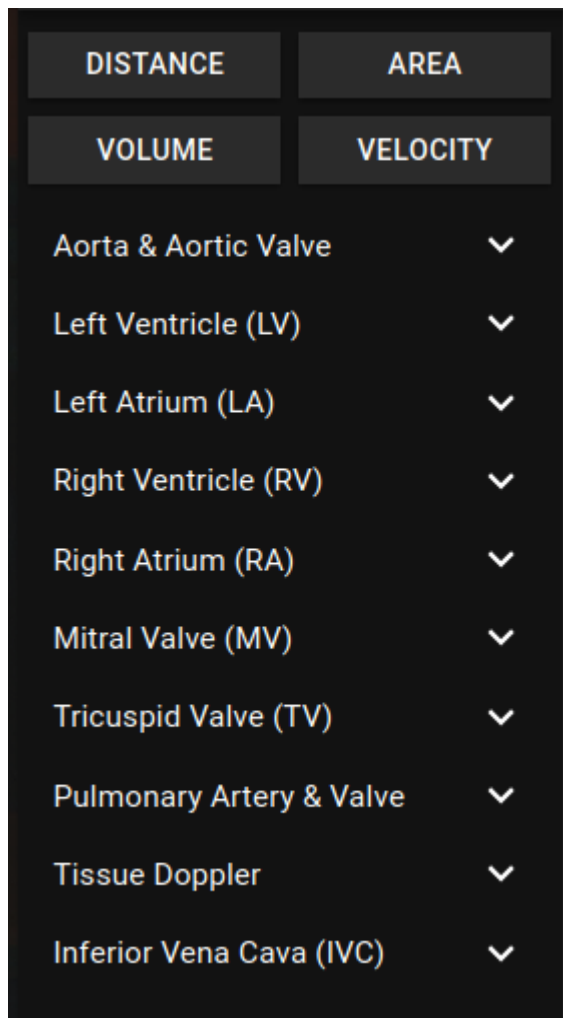 DISTANCE AREA
VOLUME VELOCITY
Aorta & Aortic Valve
Left Ventricle (LV)
Left Atrium (LA)
Right Ventricle (RV)
Right Atrium (RA)
Mitral Valve (MV)
Tricuspid Valve (TV)
Pulmonary Artery & Valve
Tissue Doppler
Inferior Vena Cava (IVC)